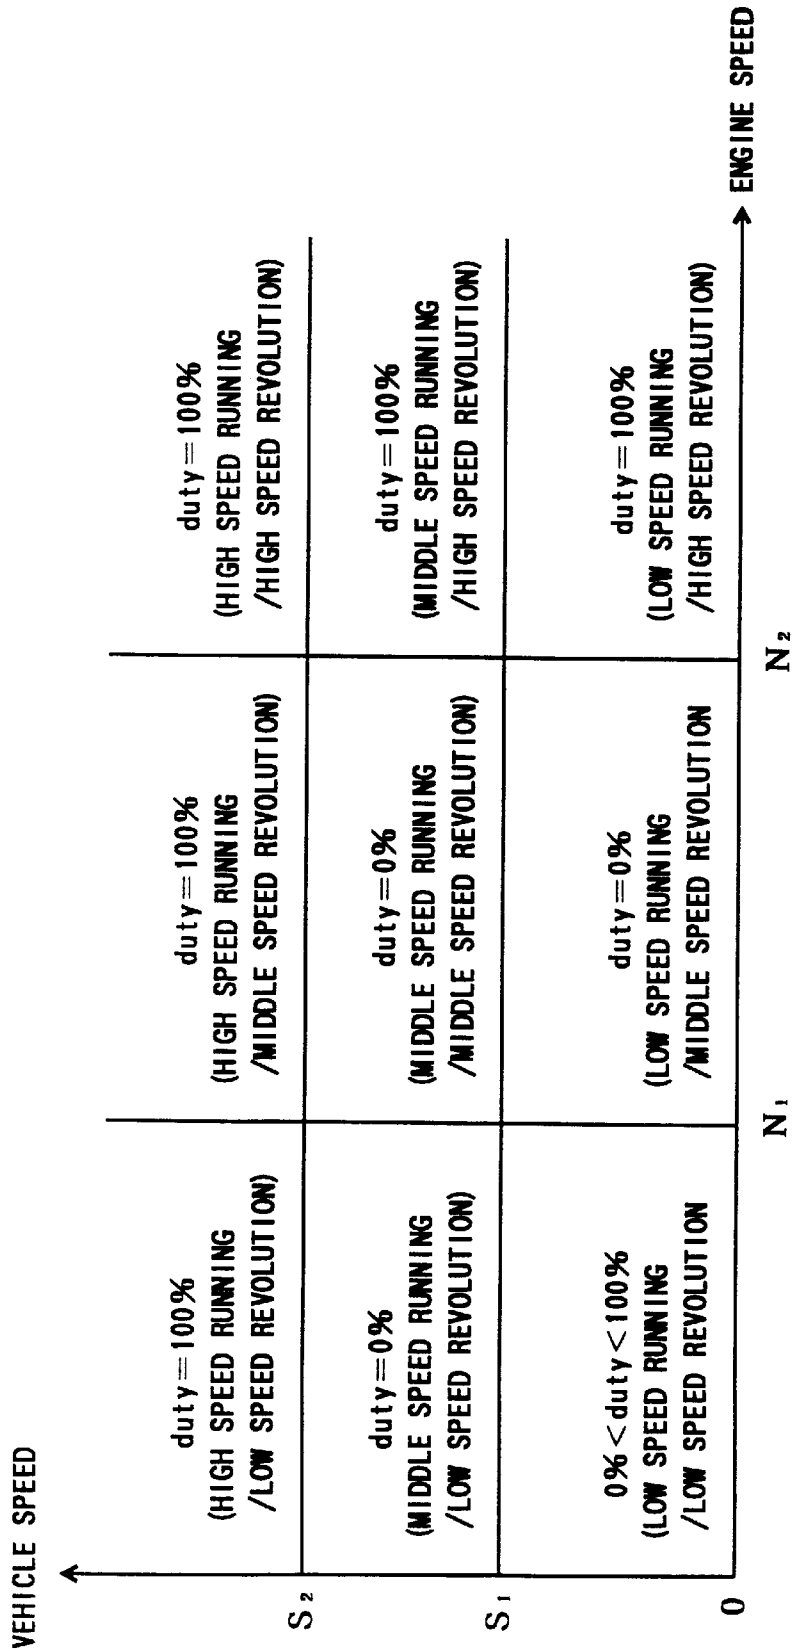 VEHICLE SPEED
duty=100%
(HIGH SPEED RUNNING
/LOW SPEED REVOLUTION)
duty=100%
(HIGH SPEED RUNNING
/MIDDLE SPEED REVOLUTION)
duty=100%
(HIGH SPEED RUNNING
/HIGH SPEED REVOLUTION)
S₂
duty=0%
(MIDDLE SPEED RUNNING
/LOW SPEED REVOLUTION)
duty=0%
(MIDDLE SPEED RUNNING
/MIDDLE SPEED REVOLUTION)
duty=100%
(MIDDLE SPEED RUNNING
/HIGH SPEED REVOLUTION)
S₁
0%<duty<100%
(LOW SPEED RUNNING
/LOW SPEED REVOLUTION
duty=0%
(LOW SPEED RUNNING
/MIDDLE SPEED REVOLUTION
duty=100%
(LOW SPEED RUNNING
/HIGH SPEED REVOLUTION)
0
N₁
N₂
ENGINE SPEED